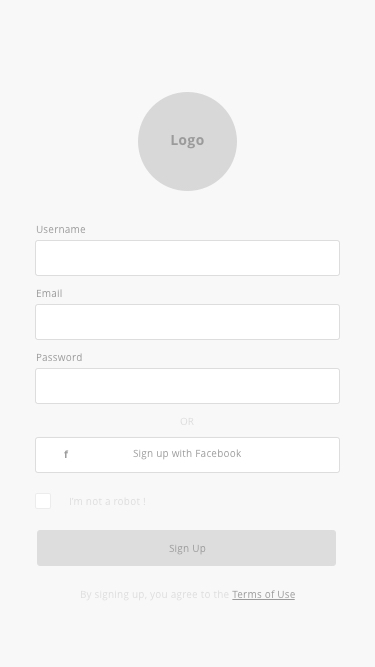 Logo
Username
Email
Password
OR
f Sign up with Facebook
I'm not a robot !
Sign Up
By signing up, you agree to the Terms of Use